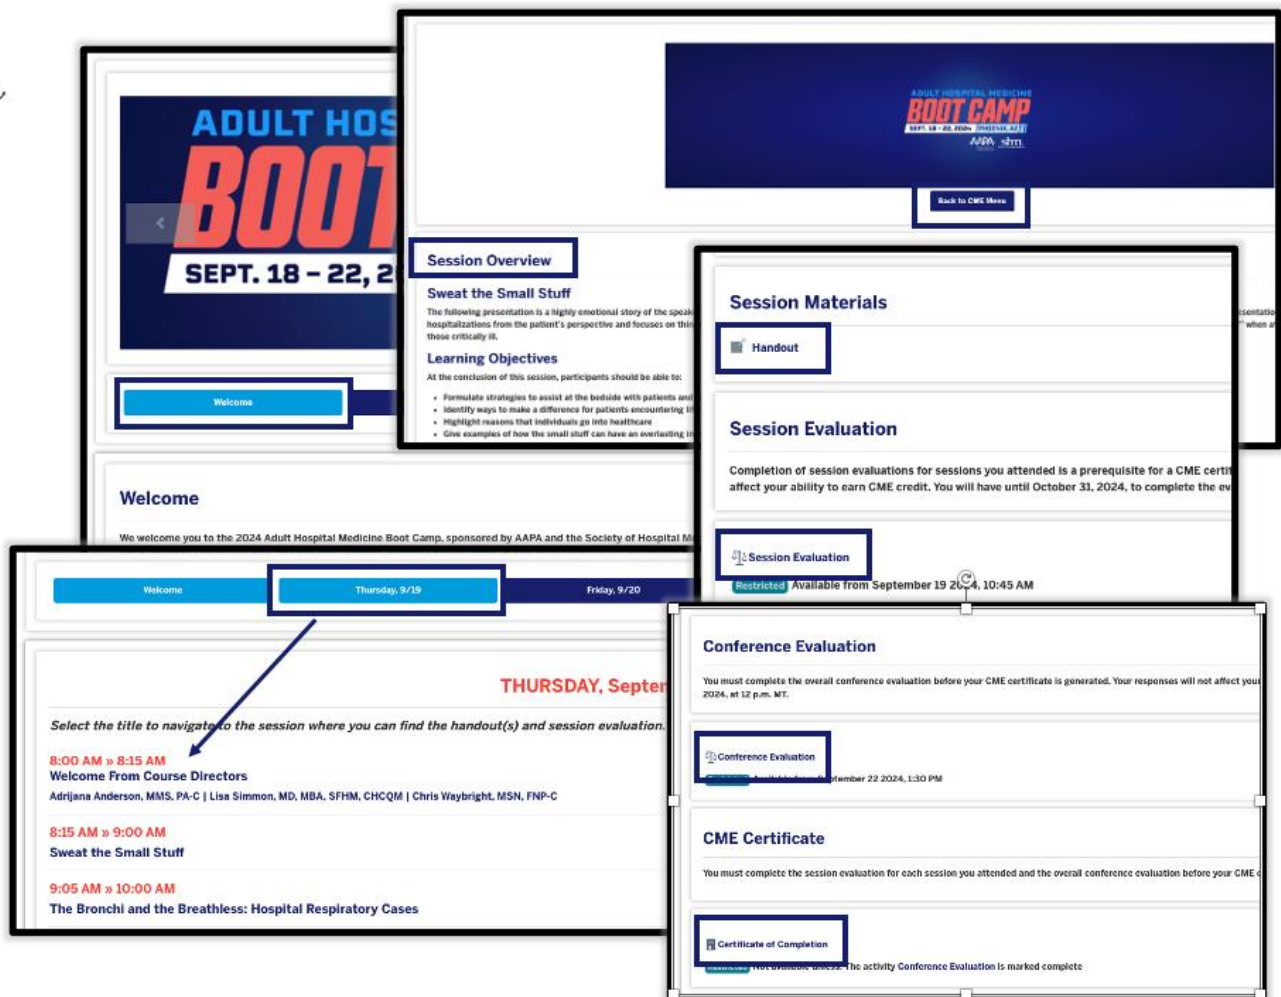 ADULT HOS
BOOT
SEPT. 18 – 22, 2
Welcome
Welcome
We welcome you to the 2024 Adult Hospital Medicine Boot Camp, sponsored by AAPA and the Society of Hospital M
ADULT HOSPITAL MEDICINE
BOOT CAMP
SEPT. 18 - 22, 2024 | PHOENIX, AZ
AAPA shm
Back to CME Menu
Session Overview
Sweat the Small Stuff
The following presentation is a highly emotional story of the speak
hospitalizations from the patient's perspective and focuses on thin
those critically ill.
Learning Objectives
At the conclusion of this session, participants should be able to:
• Formulate strategies to assist at the bedside with patients and
• Identify ways to make a difference for patients encountering
• Highlight reasons that individuals go into healthcare
• Give examples of how the small stuff can have an everlasting
Session Materials
Handout
Session Evaluation
Completion of session evaluations for sessions you attended is a prerequisite for a CME certif
affect your ability to earn CME credit. You will have until October 31, 2024, to complete the ev
Session Evaluation
Restricted Available from September 19 2024, 10:45 AM
Welcome
Thursday, 9/19
Friday, 9/20
THURSDAY, Septe
Select the title to navigate to the session where you can find the handout(s) and session evaluation.
8:00 AM » 8:15 AM
Welcome From Course Directors
Adrijana Anderson, MMS, PA-C | Lisa Simmon, MD, MBA, SFHM, CHCQM | Chris Waybright, MSN, FNP-C
8:15 AM » 9:00 AM
Sweat the Small Stuff
9:05 AM » 10:00 AM
The Bronchi and the Breathless: Hospital Respiratory Cases
Conference Evaluation
You must complete the overall conference evaluation before your CME certificate is generated. Your responses will not affect your
2024, at 12 p.m. MT.
Conference Evaluation
September 22 2024, 1:30 PM
CME Certificate
You must complete the session evaluation for each session you attended and the overall conference evaluation before your CME
Certificate of Completion
The activity Conference Evaluation is marked complete